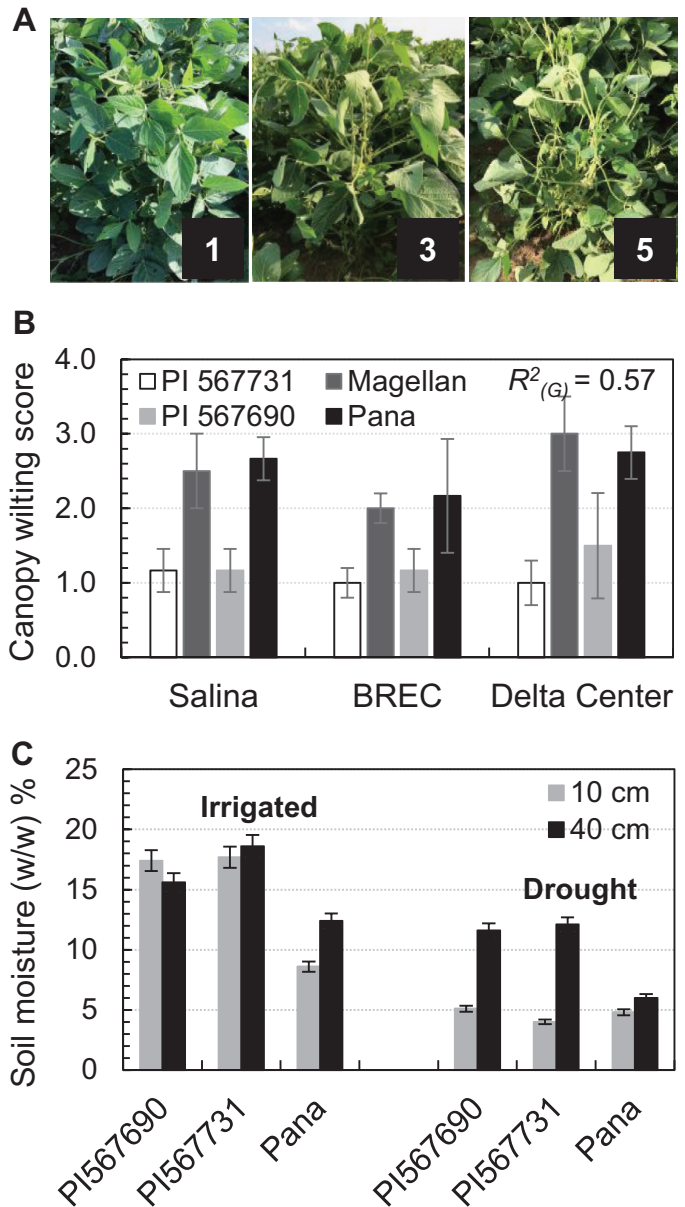 A
1
3
5
B
Canopy wilting score
4.0
3.0
2.0
1.0
0.0
PI 567731
Magellan
R²(G) = 0.57
PI 567690
Pana
Salina
BREC
Delta Center
C
Soil moisture (w/w) %
25
20
15
10
5
0
Irrigated
10 cm
40 cm
Drought
PI567690
PI567731
Pana
PI567690
PI567731
Pana